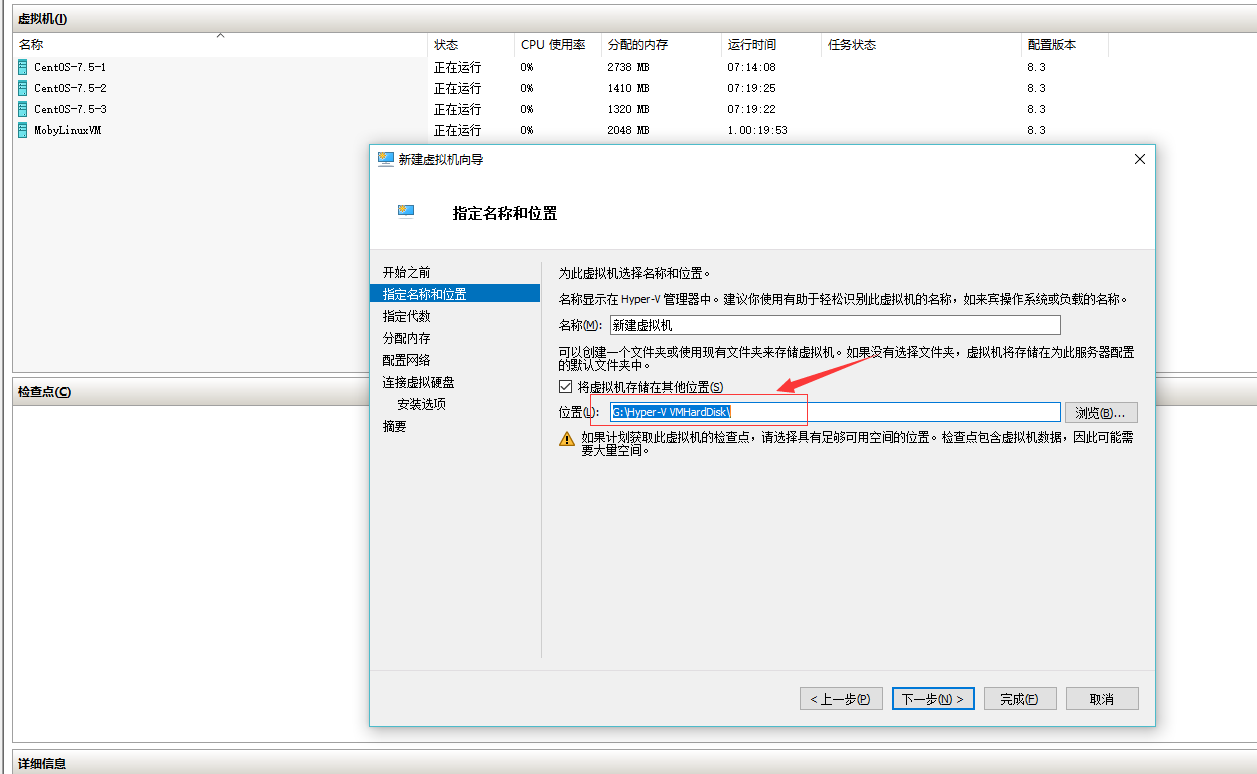 虚拟机(I)
名称 状态 CPU 使用率 分配的内存 运行时间 任务状态 配置版本
CentOS-7.5-1 正在运行 0% 2738 MB 07:14:08 8.3
CentOS-7.5-2 正在运行 0% 1410 MB 07:19:25 8.3
CentOS-7.5-3 正在运行 0% 1320 MB 07:19:22 8.3
MobyLinuxVM 正在运行 0% 2048 MB 1.00:19:53 8.3
新建虚拟机向导
指定名称和位置
开始之前
指定名称和位置
指定代数
分配内存
配置网络
连接虚拟硬盘
安装选项
摘要
为此虚拟机选择名称和位置。
名称显示在 Hyper-V 管理器中。建议你使用有助于轻松识别此虚拟机的名称，如来宾操作系统或负载的名称。
名称(M): 新建虚拟机
可以创建一个文件夹或使用现有文件夹来存储虚拟机。如果没有选择文件夹，虚拟机将存储在为此服务器配置
的默认文件夹中。
将虚拟机存储在其他位置(S)
位置(L): G:\Hyper-V VMHardDisk\ 浏览(B)...
如果计划获取此虚拟机的检查点，请选择具有足够可用空间的位置。检查点包含虚拟机数据，因此可能需
要大量空间。
< 上一步(P) 下一步(N) > 完成(F) 取消
检查点(C)
详细信息